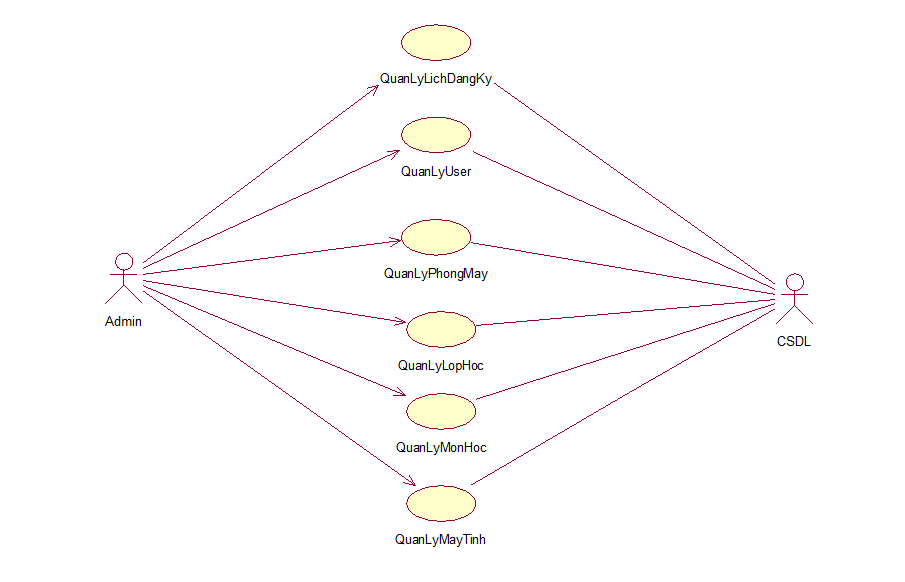 QuanLyLichDangKy
QuanLyUser
QuanLyPhongMay
Admin
CSDL
QuanLyLopHoc
QuanLyMonHoc
QuanLyMayTinh